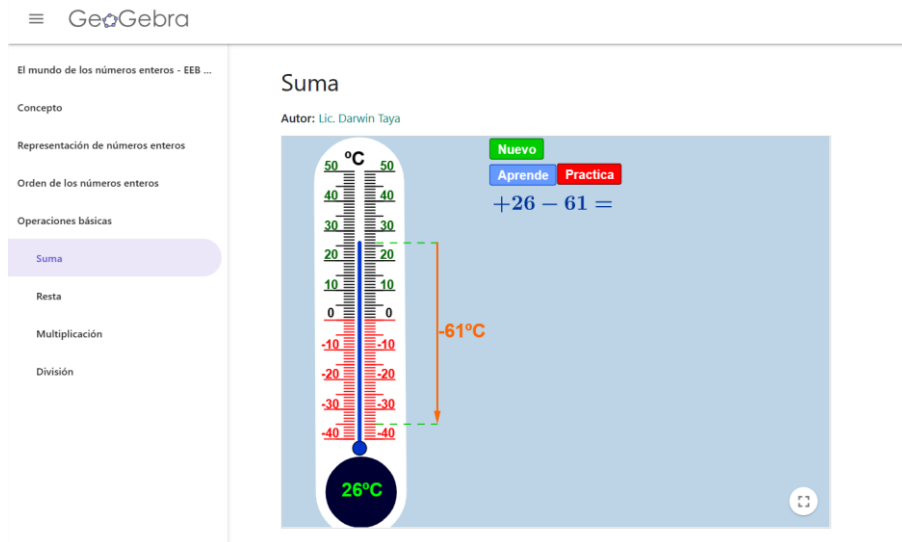 ≡ GeoGebra
El mundo de los números enteros - EEB ...
Concepto
Representación de números enteros
Orden de los números enteros
Operaciones básicas
Suma
Resta
Multiplicación
División
Suma
Autor: Lic. Darwin Taya
ºC
50 50
40 40
30 30
20 20
10 10
0 0
-10 -10
-20 -20
-30 -30
-40 -40
26ºC
-61ºC
Nuevo
Aprende Practica
+26 − 61 =